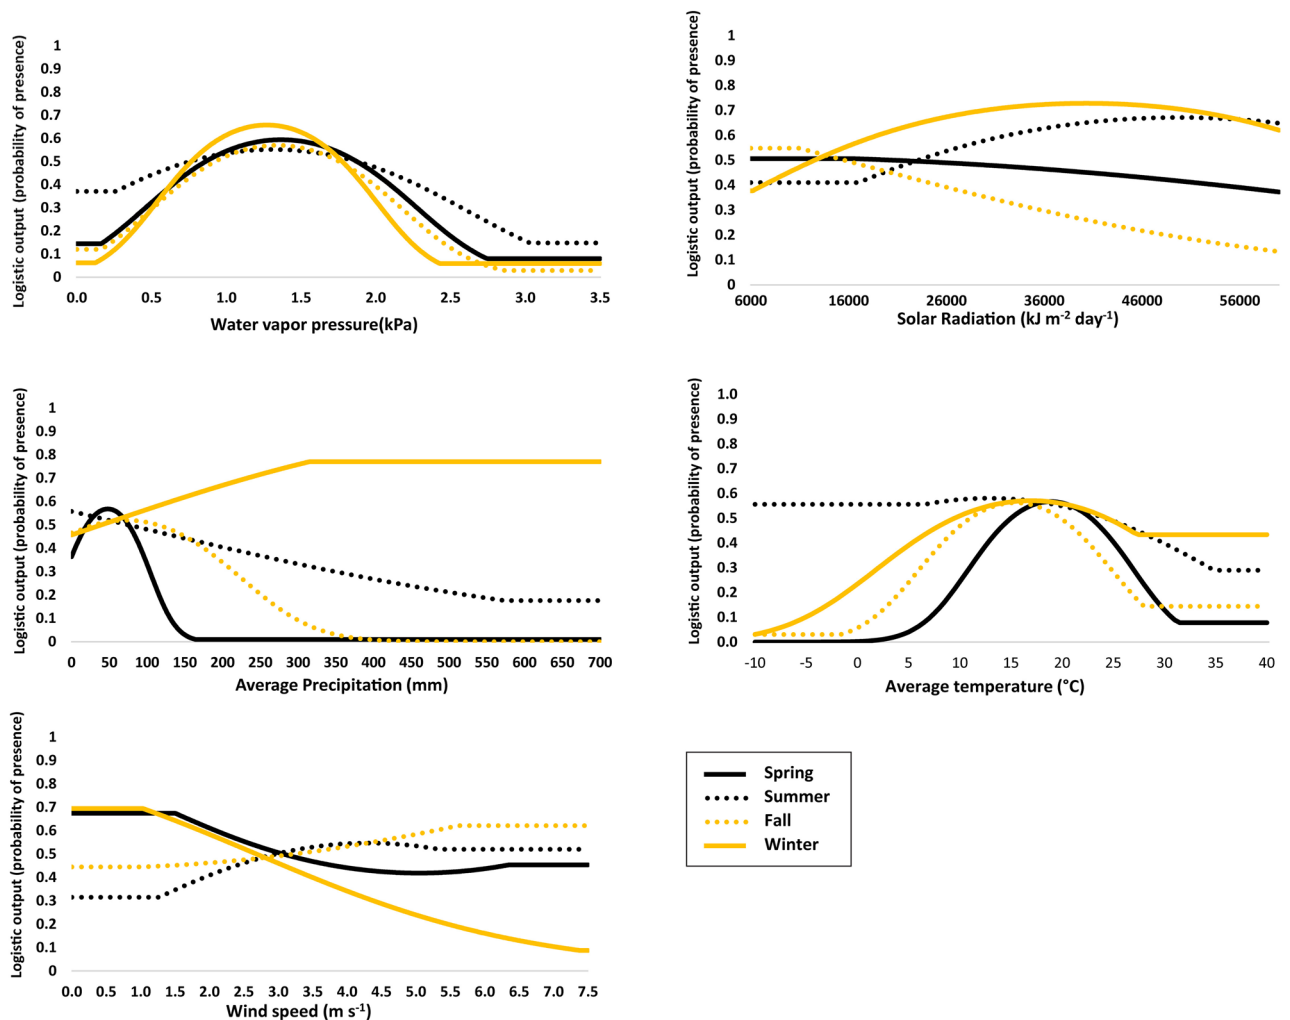 Logistic output (probability of presence)
1
0.9
0.8
0.7
0.6
0.5
0.4
0.3
0.2
0.1
0
0.0 0.5 1.0 1.5 2.0 2.5 3.0 3.5
Water vapor pressure(kPa)
Logistic output (probability of presence)
1
0.9
0.8
0.7
0.6
0.5
0.4
0.3
0.2
0.1
0
6000 16000 26000 36000 46000 56000
Solar Radiation (kJ m-2 day-1)
Logistic output (probability of presence)
1
0.9
0.8
0.7
0.6
0.5
0.4
0.3
0.2
0.1
0
0 50 100 150 200 250 300 350 400 450 500 550 600 650 700
Average Precipitation (mm)
Logistic output (probability of presence)
1.0
0.9
0.8
0.7
0.6
0.5
0.4
0.3
0.2
0.1
0.0
-10 -5 0 5 10 15 20 25 30 35 40
Average temperature (°C)
Logistic output (probability of presence)
1
0.9
0.8
0.7
0.6
0.5
0.4
0.3
0.2
0.1
0
0.0 0.5 1.0 1.5 2.0 2.5 3.0 3.5 4.0 4.5 5.0 5.5 6.0 6.5 7.0 7.5
Wind speed (m s-1)
Spring
Summer
Fall
Winter